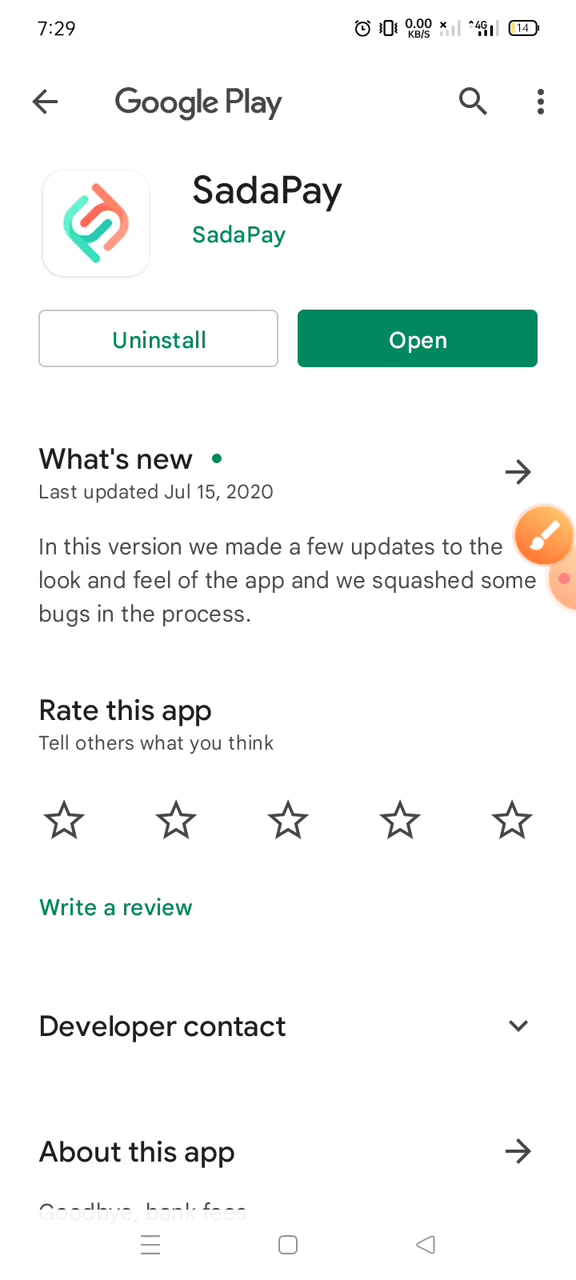 7:29
0.00
KB/S
4G
14
Google Play
SadaPay
SadaPay
Uninstall
Open
What's new
Last updated Jul 15, 2020
In this version we made a few updates to the
look and feel of the app and we squashed some
bugs in the process.
Rate this app
Tell others what you think
Write a review
Developer contact
About this app
Goodbye, bank fees